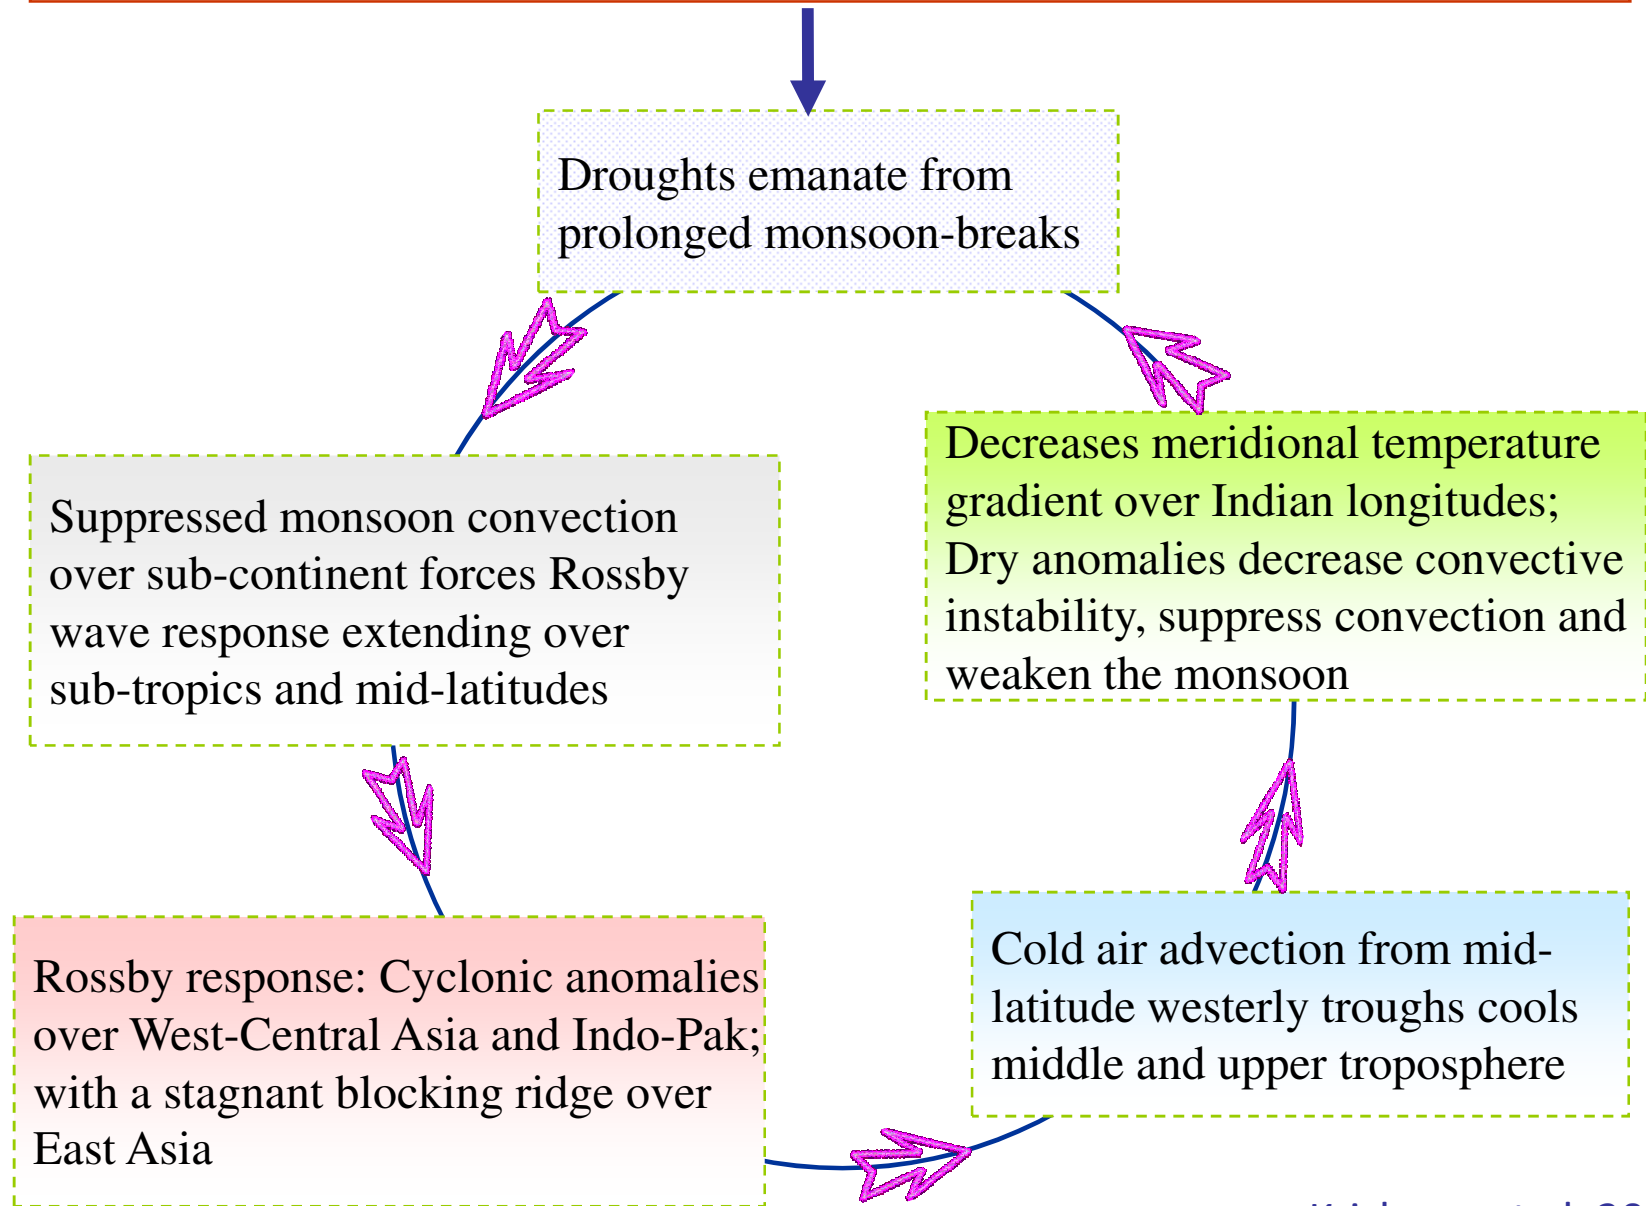 Droughts emanate from
prolonged monsoon-breaks
Suppressed monsoon convection
over sub-continent forces Rossby
wave response extending over
sub-tropics and mid-latitudes
Rossby response: Cyclonic anomalies
over West-Central Asia and Indo-Pak;
with a stagnant blocking ridge over
East Asia
Cold air advection from mid-
latitude westerly troughs cools
middle and upper troposphere
Decreases meridional temperature
gradient over Indian longitudes;
Dry anomalies decrease convective
instability, suppress convection and
weaken the monsoon